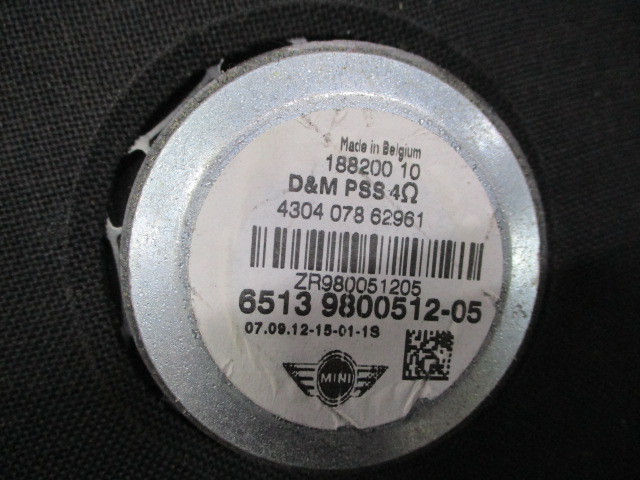 Made in Belgium
188200 10
D&M PSS 4Ω
4304 078 62961
ZR980051205
6513 9800512-05
07.09.12-15-01-1S
MINI